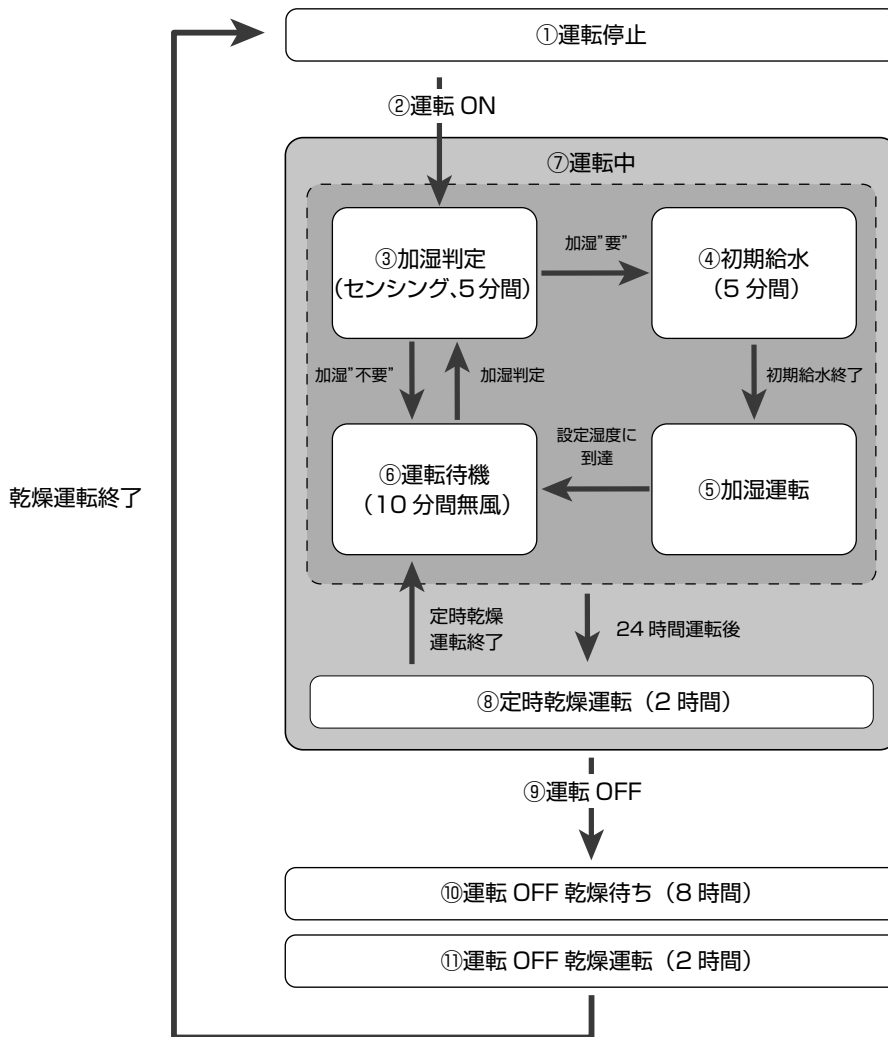 ①運転停止
②運転 ON
⑦運転中
③加湿判定
(センシング、5分間)
加湿”要”
④初期給水
(5 分間)
加湿”不要”
加湿判定
初期給水終了
設定湿度に
到達
⑥運転待機
(10 分間無風)
⑤加湿運転
乾燥運転終了
定時乾燥
運転終了
24 時間運転後
⑧定時乾燥運転(2 時間)
⑨運転 OFF
⑩運転 OFF 乾燥待ち(8 時間)
⑪運転 OFF 乾燥運転(2 時間)